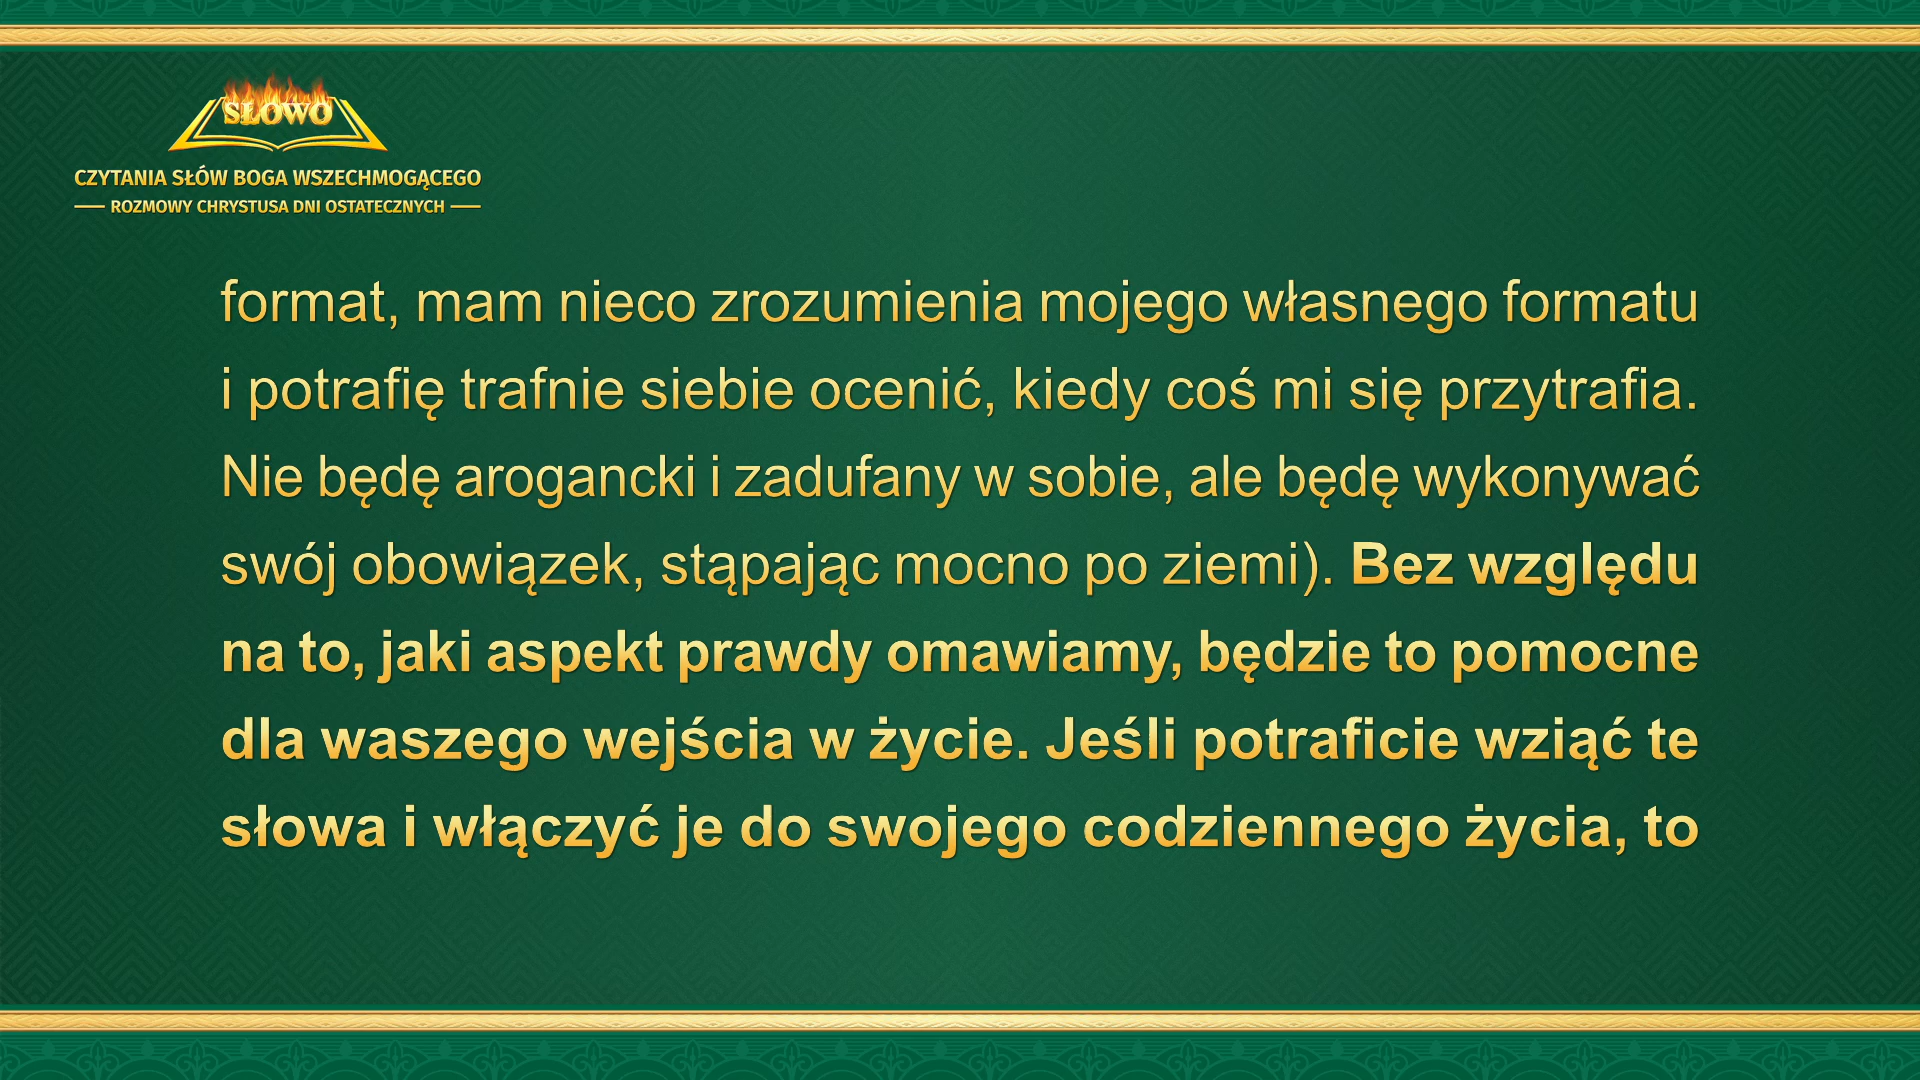 SŁOWO
CZYTANIA SŁÓW BOGA WSZECHMOGĄCEGO
ROZMOWY CHRYSTUSA DNI OSTATECZNYCH
format, mam nieco zrozumienia mojego własnego formatu
i potrafię trafnie siebie ocenić, kiedy coś mi się przytrafia.
Nie będę arogancki i zadufany w sobie, ale będę wykonywać
swój obowiązek, stąpając mocno po ziemi). Bez względu
na to, jaki aspekt prawdy omawiamy, będzie to pomocne
dla waszego wejścia w życie. Jeśli potraficie wziąć te
słowa i włączyć je do swojego codziennego życia, to